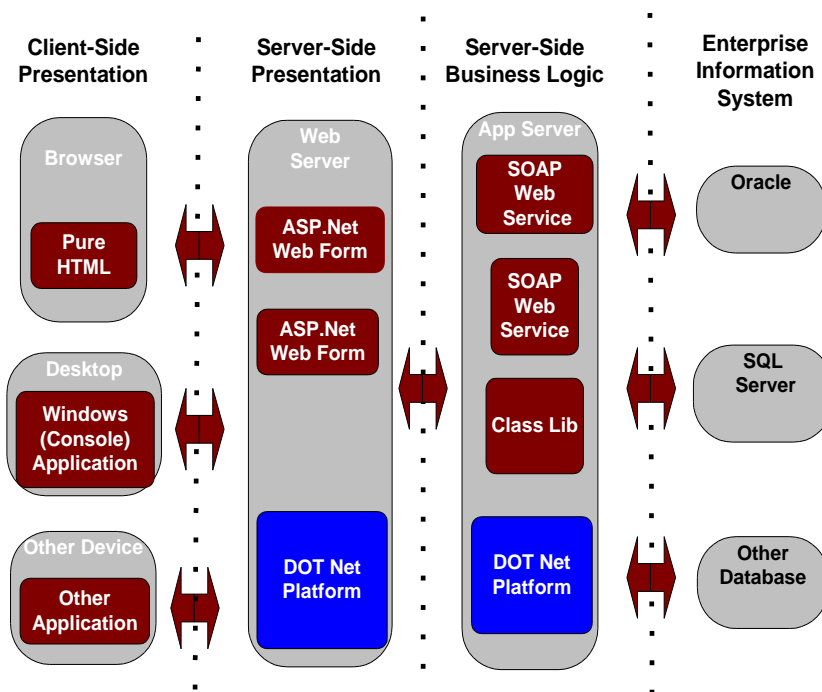 Client-Side
Presentation
Server-Side
Presentation
Server-Side
Business Logic
Enterprise
Information
System
Browser
Pure
HTML
Desktop
Windows
(Console)
Application
Other Device
Other
Application
Web
Server
ASP.Net
Web Form
ASP.Net
Web Form
DOT Net
Platform
App Server
SOAP
Web
Service
SOAP
Web
Service
Class Lib
DOT Net
Platform
Oracle
SQL
Server
Other
Database